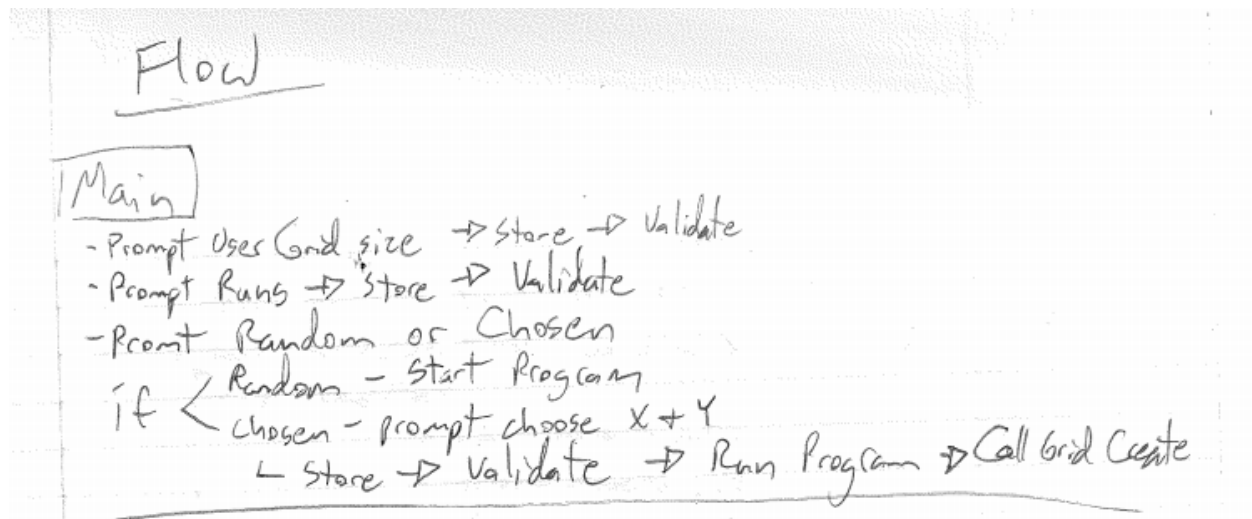 Flow
Main
- Prompt User Grid size → Store → Validate
- Prompt Runs → Store → Validate
- Promt Random or Chosen
if < Random - Start Program
Chosen - prompt choose X + Y
∟ Store → Validate → Run Program → Call Grid Create